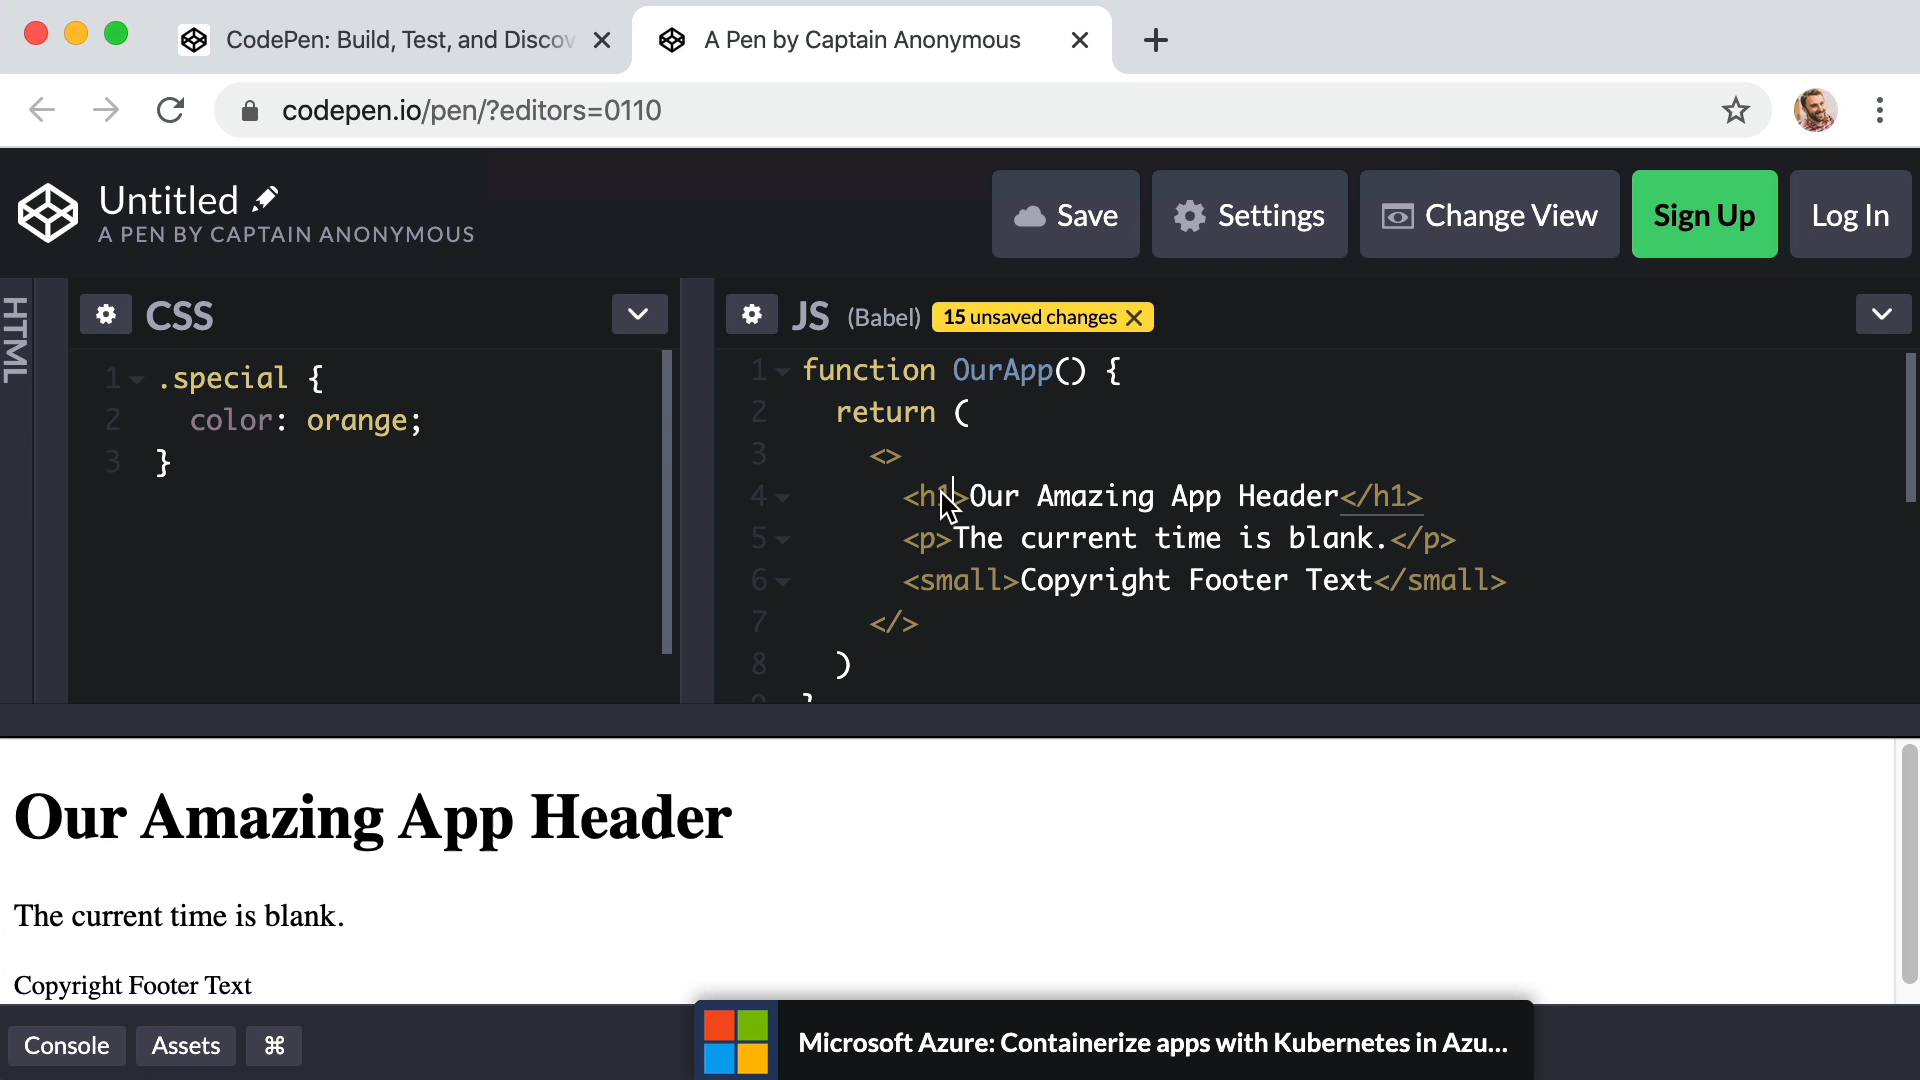 CodePen: Build, Test, and Discov
A Pen by Captain Anonymous
codepen.io/pen/?editors=0110
Untitled
A PEN BY CAPTAIN ANONYMOUS
Save
Settings
Change View
Sign Up
Log In
HTML
CSS
1 .special {
2 color: orange;
3 }
JS (Babel) 15 unsaved changes
1 function OurApp() {
2 return (
3 <>
4 <h1>Our Amazing App Header</h1>
5 <p>The current time is blank.</p>
6 <small>Copyright Footer Text</small>
7 </>
8 )
9 }
Our Amazing App Header
The current time is blank.
Copyright Footer Text
Console
Assets
⌘
Microsoft Azure: Containerize apps with Kubernetes in Azu...